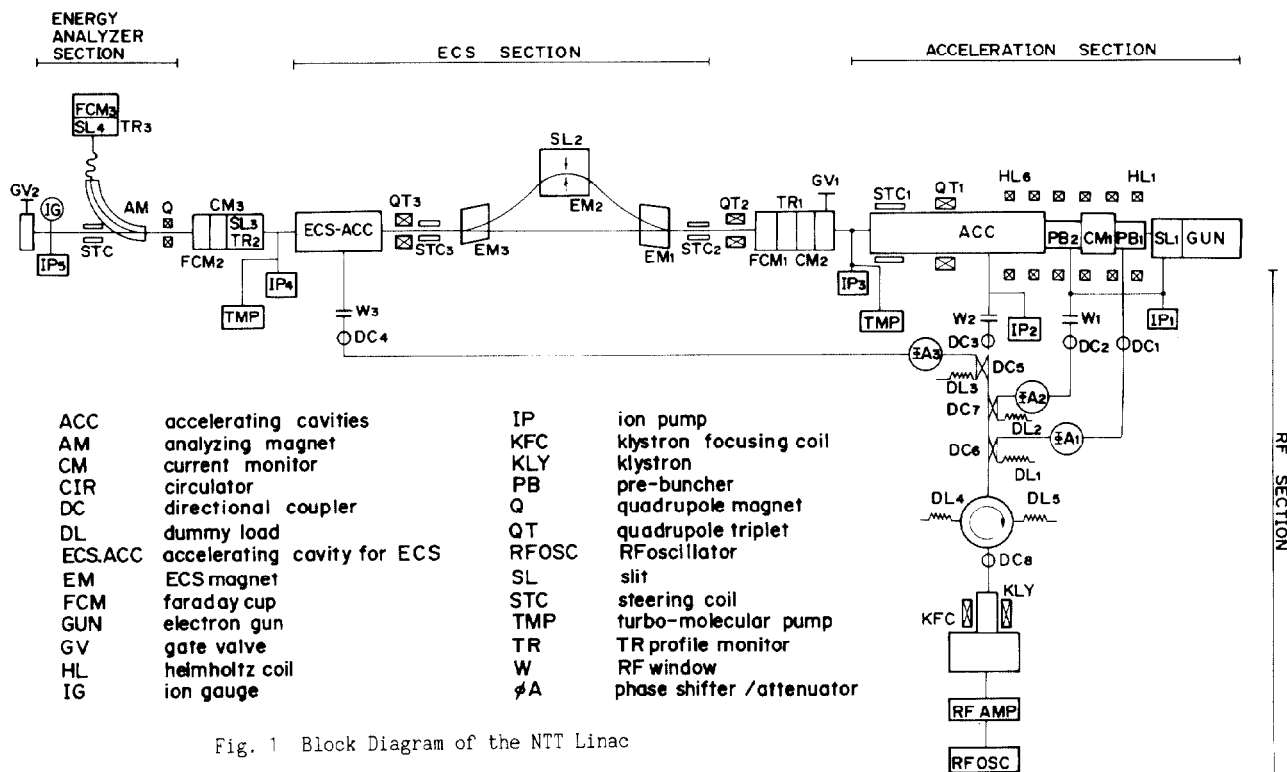 ENERGY
ANALYZER
SECTION
ECS SECTION
ACCELERATION SECTION
FCM3
SL4
TR3
GV2
IG
AM
Q
CM3
SL3
TR2
FCM2
STC
IP5
IP4
TMP
ECS-ACC
QT3
STC3
EM3
SL2
EM2
EM1
STC2
QT2
TR1
GV1
FCM1
CM2
IP3
TMP
STC1
QT1
ACC
HL6
HL1
PB2
CM1
PB1
SL1
GUN
W3
DC4
W2
IP2
W1
IP1
DC3
DC2
DC1
ΦA3
DC5
DL3
ΦA2
DC7
DL2
ΦA1
DC6
DL1
DL4
DL5
DC8
KLY
KFC
RF AMP
RF OSC
RF SECTION
ACC accelerating cavities
AM analyzing magnet
CM current monitor
CIR circulator
DC directional coupler
DL dummy load
ECS.ACC accelerating cavity for ECS
EM ECS magnet
FCM faraday cup
GUN electron gun
GV gate valve
HL helmholtz coil
IG ion gauge
IP ion pump
KFC klystron focusing coil
KLY klystron
PB pre-buncher
Q quadrupole magnet
QT quadrupole triplet
RFOSC RFoscillator
SL slit
STC steering coil
TMP turbo-molecular pump
TR TR profile monitor
W RF window
φA phase shifter /attenuator
Fig. 1 Block Diagram of the NTT Linac